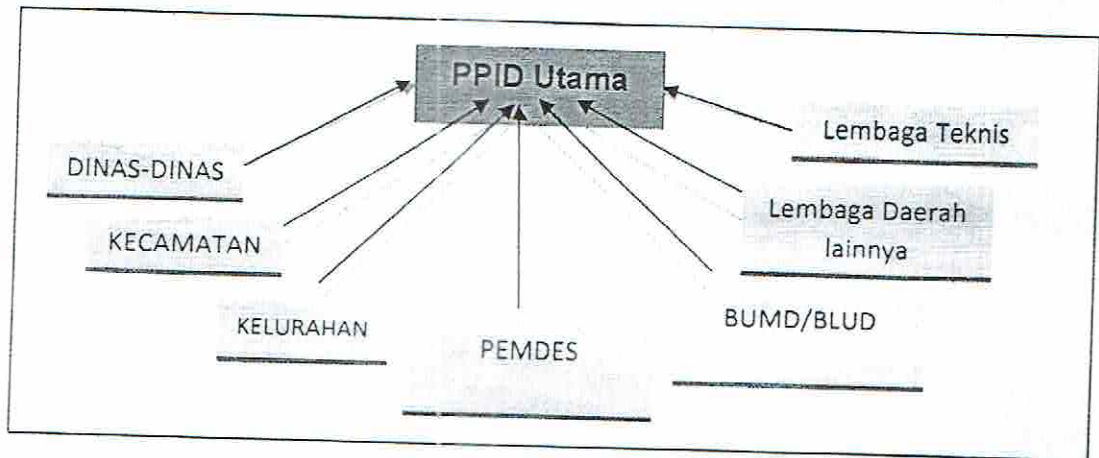 PPID Utama
Lembaga Teknis
DINAS-DINAS
Lembaga Daerah
lainnya
KECAMATAN
KELURAHAN
PEMDES
BUMD/BLUD